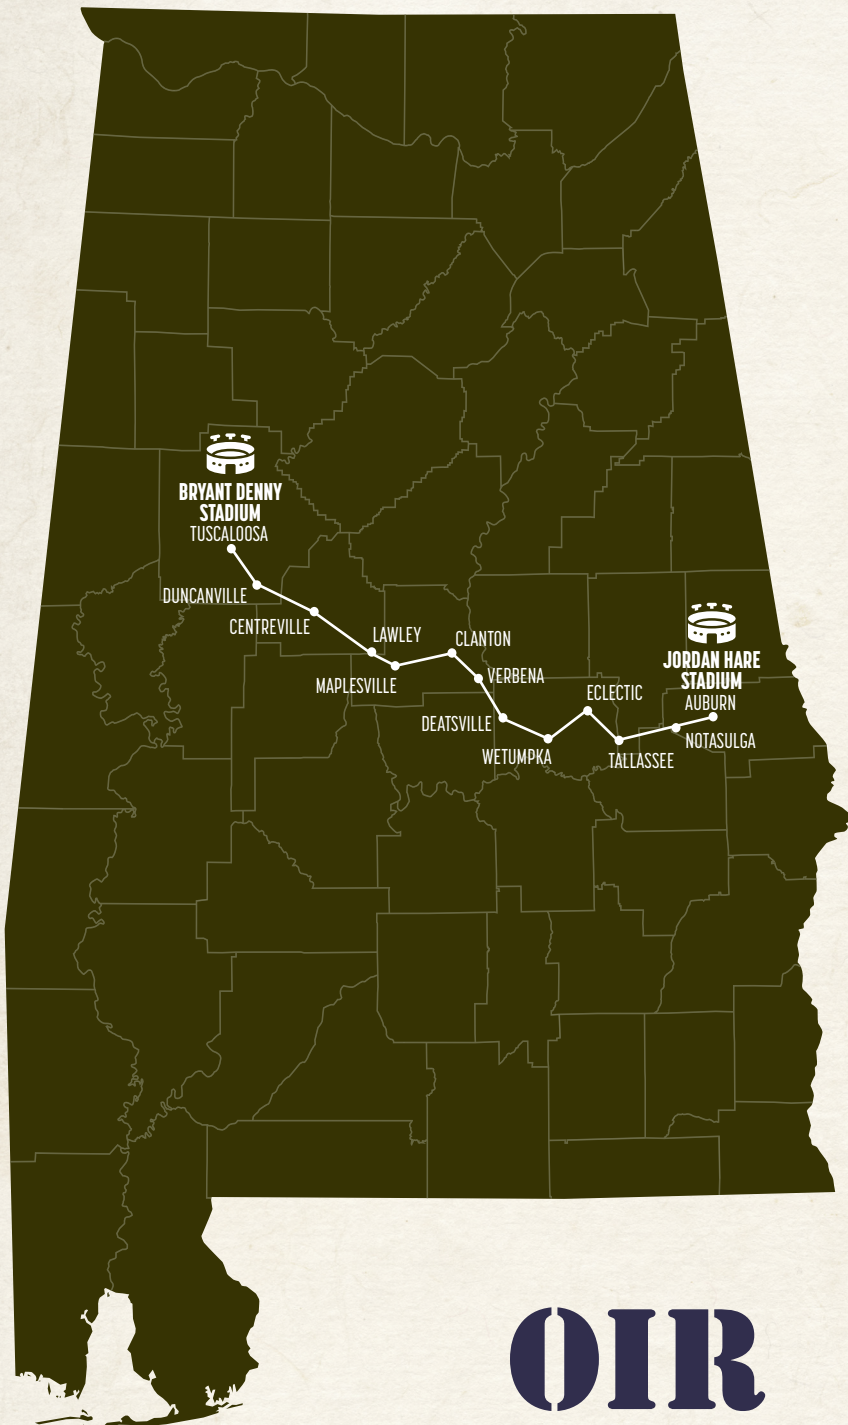 BRYANT DENNY
STADIUM
TUSCALOOSA
DUNCANVILLE
CENTREVILLE
LAWLEY
MAPLESVILLE
CLANTON
VERBENA
DEATSVILLE
WETUMPKA
ECLECTIC
TALLASSEE
JORDAN HARE
STADIUM
AUBURN
NOTASULGA
OIR